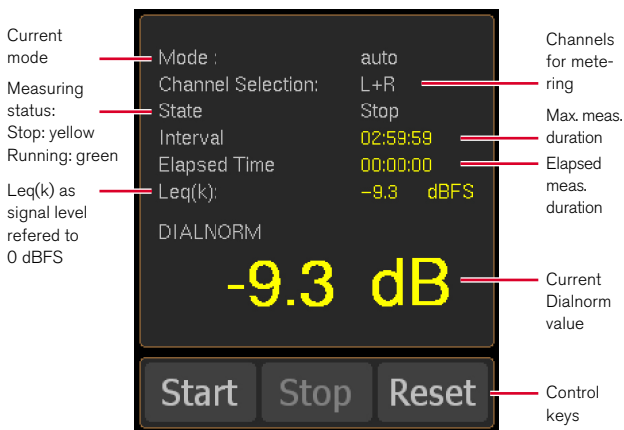 Current
mode
Measuring
status:
Stop: yellow
Running: green
Leq(k) as
signal level
refered to
0 dBFS
Mode : auto
Channel Selection: L+R
State Stop
Interval 02:59:59
Elapsed Time 00:00:00
Leq(k): -9.3 dBFS
DIALNORM
-9.3 dB
Start Stop Reset
Channels
for mete-
ring
Max. meas.
duration
Elapsed
meas.
duration
Current
Dialnorm
value
Control
keys